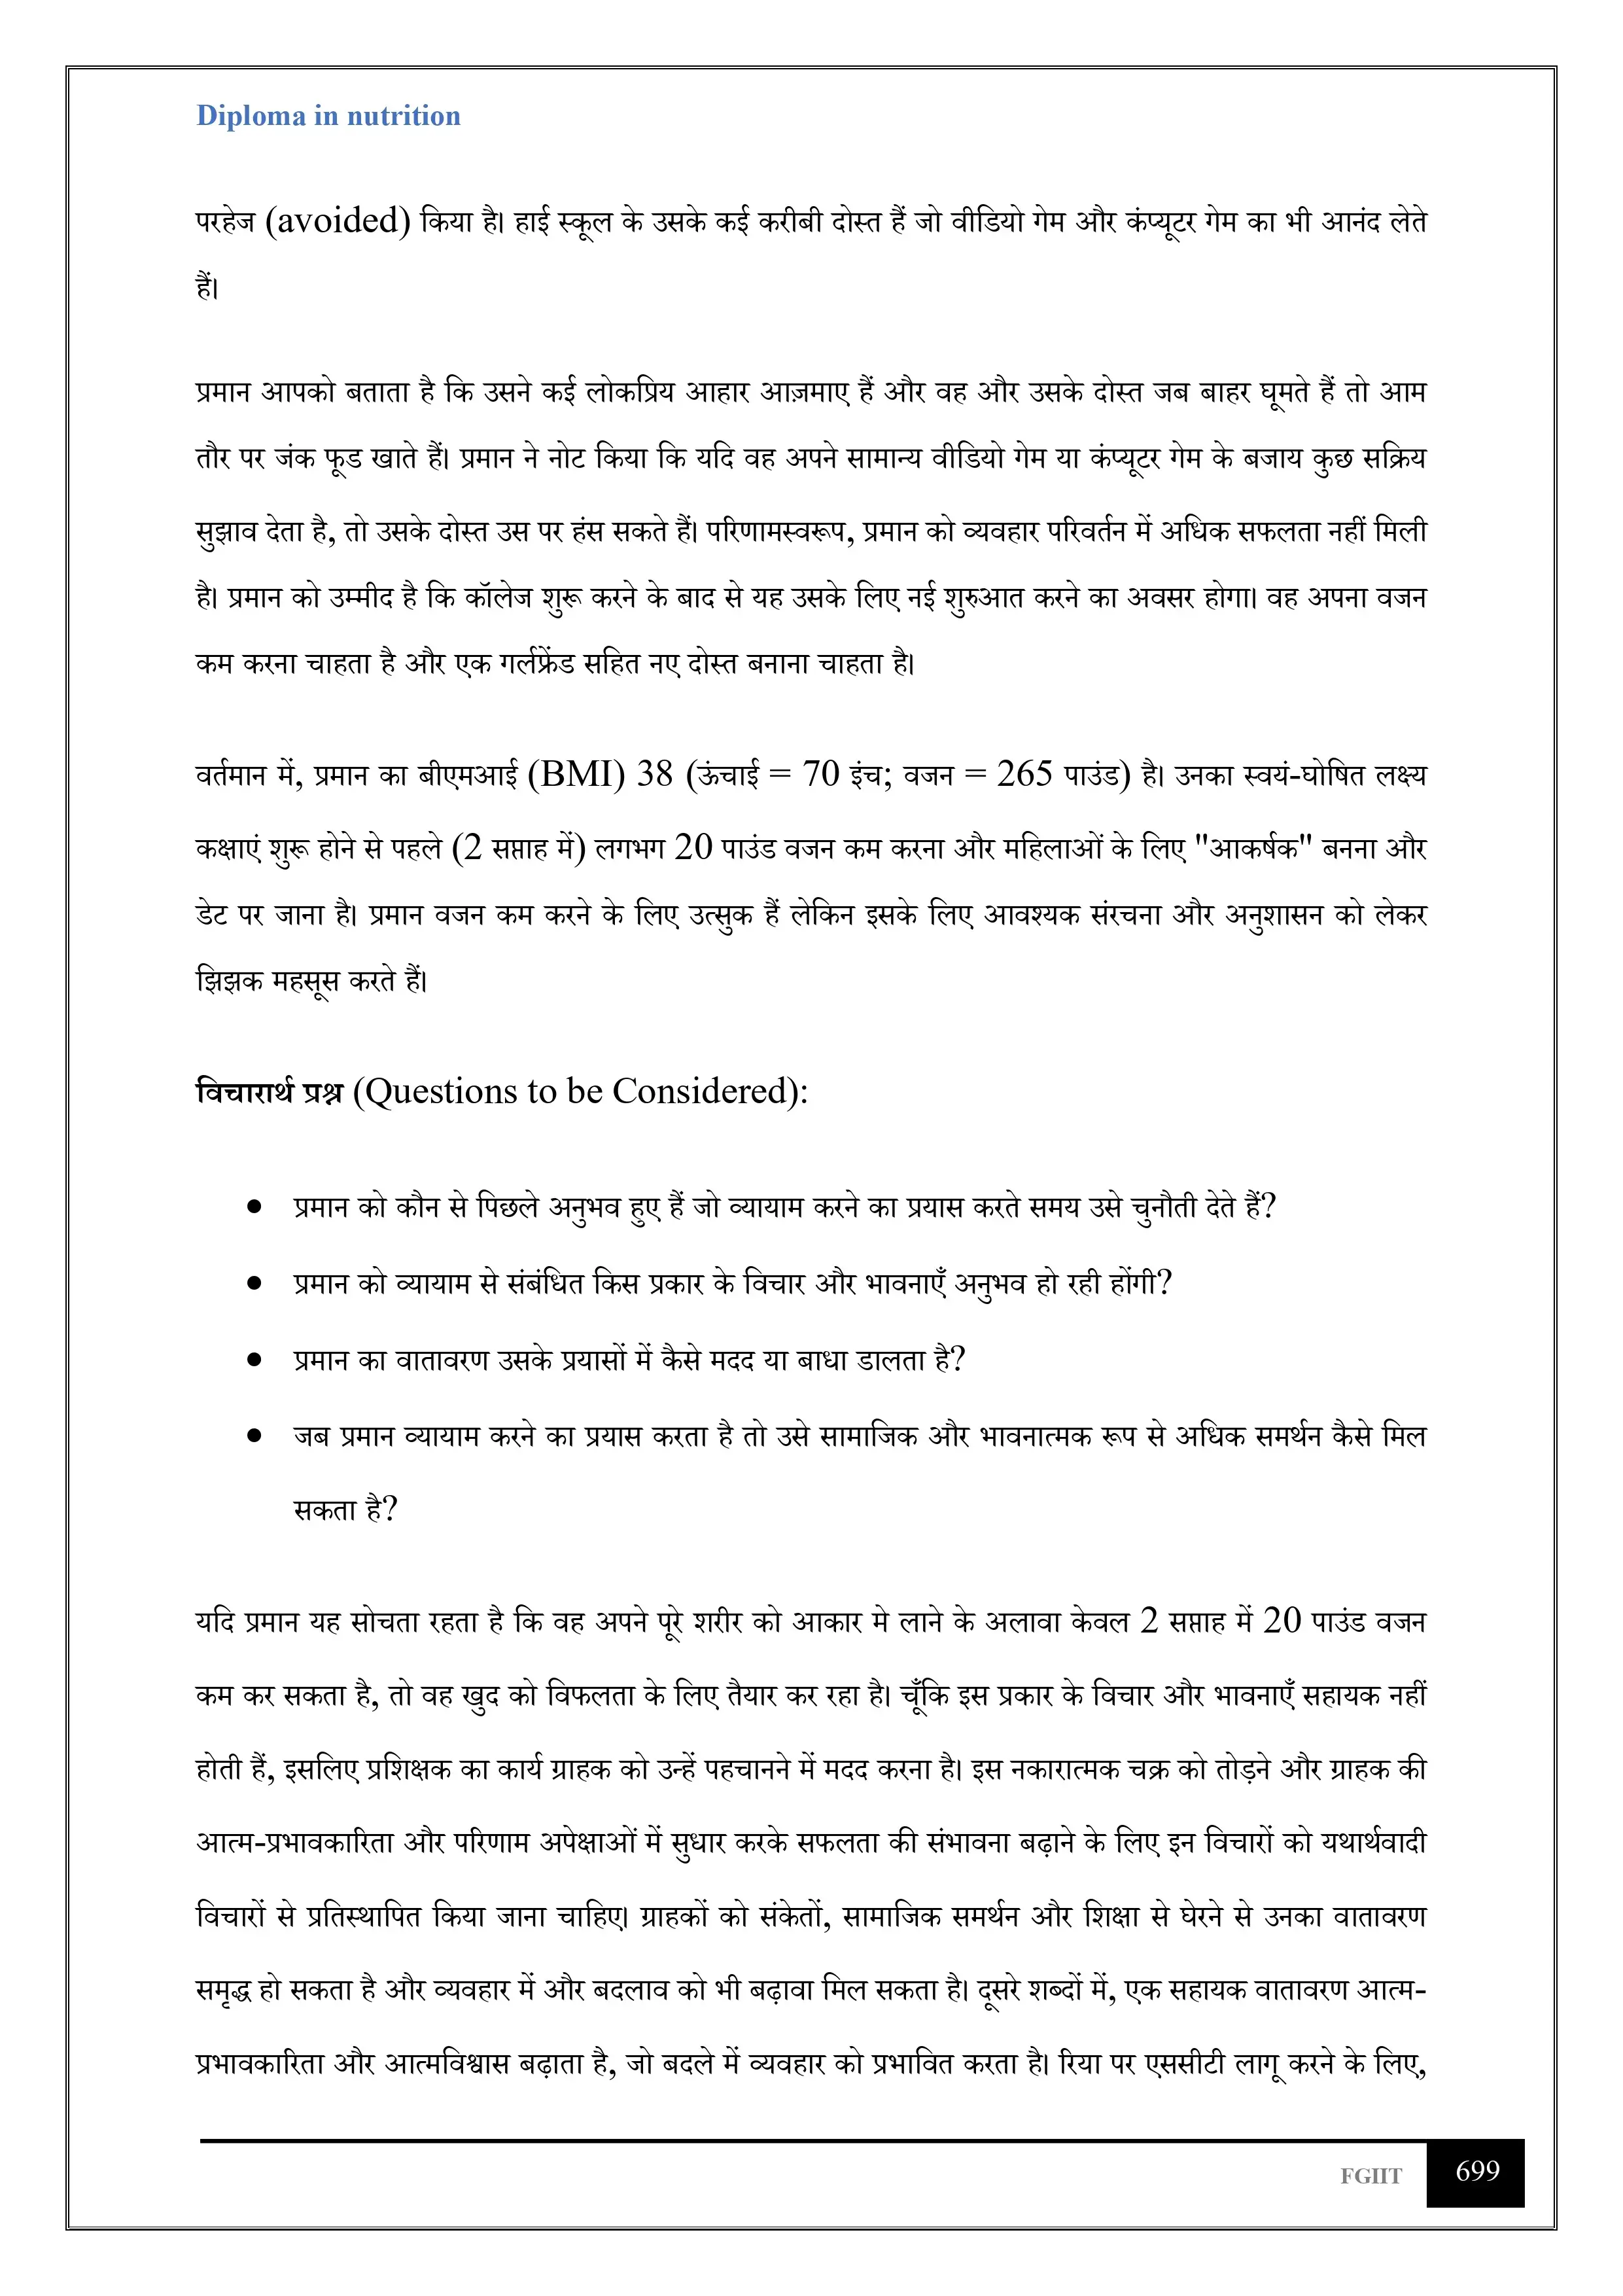 Diploma in nutrition
परहेज (avoided) किया है। हाई स्कूल के उसके कई करीबी दोस्त हैं जो वीडियो गेम और कंप्यूटर गेम का भी आनंद लेते
हैं।
प्रमान आपको बताता है कि उसने कई लोकप्रिय आहार आज़माए हैं और वह और उसके दोस्त जब बाहर घूमते हैं तो आम
तौर पर जंक फूड खाते हैं। प्रमान ने नोट किया कि यदि वह अपने सामान्य वीडियो गेम या कंप्यूटर गेम के बजाय कुछ सक्रिय
सुझाव देता है, तो उसके दोस्त उस पर हंस सकते हैं। परिणामस्वरूप, प्रमान को व्यवहार परिवर्तन में अधिक सफलता नहीं मिली
है। प्रमान को उम्मीद है कि कॉलेज शुरू करने के बाद से यह उसके लिए नई शुरुआत करने का अवसर होगा। वह अपना वजन
कम करना चाहता है और एक गर्लफ्रेंड सहित नए दोस्त बनाना चाहता है।
वर्तमान में, प्रमान का बीएमआई (BMI) 38 (ऊंचाई = 70 इंच; वजन = 265 पाउंड) है। उनका स्वयं-घोषित लक्ष्य
कक्षाएं शुरू होने से पहले (2 सप्ताह में) लगभग 20 पाउंड वजन कम करना और महिलाओं के लिए "आकर्षक" बनना और
डेट पर जाना है। प्रमान वजन कम करने के लिए उत्सुक हैं लेकिन इसके लिए आवश्यक संरचना और अनुशासन को लेकर
झिझक महसूस करते हैं।
विचारार्थ प्रश्न (Questions to be Considered):
● प्रमान को कौन से पिछले अनुभव हुए हैं जो व्यायाम करने का प्रयास करते समय उसे चुनौती देते हैं?
● प्रमान को व्यायाम से संबंधित किस प्रकार के विचार और भावनाएँ अनुभव हो रही होंगी?
● प्रमान का वातावरण उसके प्रयासों में कैसे मदद या बाधा डालता है?
● जब प्रमान व्यायाम करने का प्रयास करता है तो उसे सामाजिक और भावनात्मक रूप से अधिक समर्थन कैसे मिल
सकता है?
यदि प्रमान यह सोचता रहता है कि वह अपने पूरे शरीर को आकार मे लाने के अलावा केवल 2 सप्ताह में 20 पाउंड वजन
कम कर सकता है, तो वह खुद को विफलता के लिए तैयार कर रहा है। चूँकि इस प्रकार के विचार और भावनाएँ सहायक नहीं
होती हैं, इसलिए प्रशिक्षक का कार्य ग्राहक को उन्हें पहचानने में मदद करना है। इस नकारात्मक चक्र को तोड़ने और ग्राहक की
आत्म-प्रभावकारिता और परिणाम अपेक्षाओं में सुधार करके सफलता की संभावना बढ़ाने के लिए इन विचारों को यथार्थवादी
विचारों से प्रतिस्थापित किया जाना चाहिए। ग्राहकों को संकेतों, सामाजिक समर्थन और शिक्षा से घेरने से उनका वातावरण
समृद्ध हो सकता है और व्यवहार में और बदलाव को भी बढ़ावा मिल सकता है। दूसरे शब्दों में, एक सहायक वातावरण आत्म-
प्रभावकारिता और आत्मविश्वास बढ़ाता है, जो बदले में व्यवहार को प्रभावित करता है। रिया पर एससीटी लागू करने के लिए,
FGIIT 699